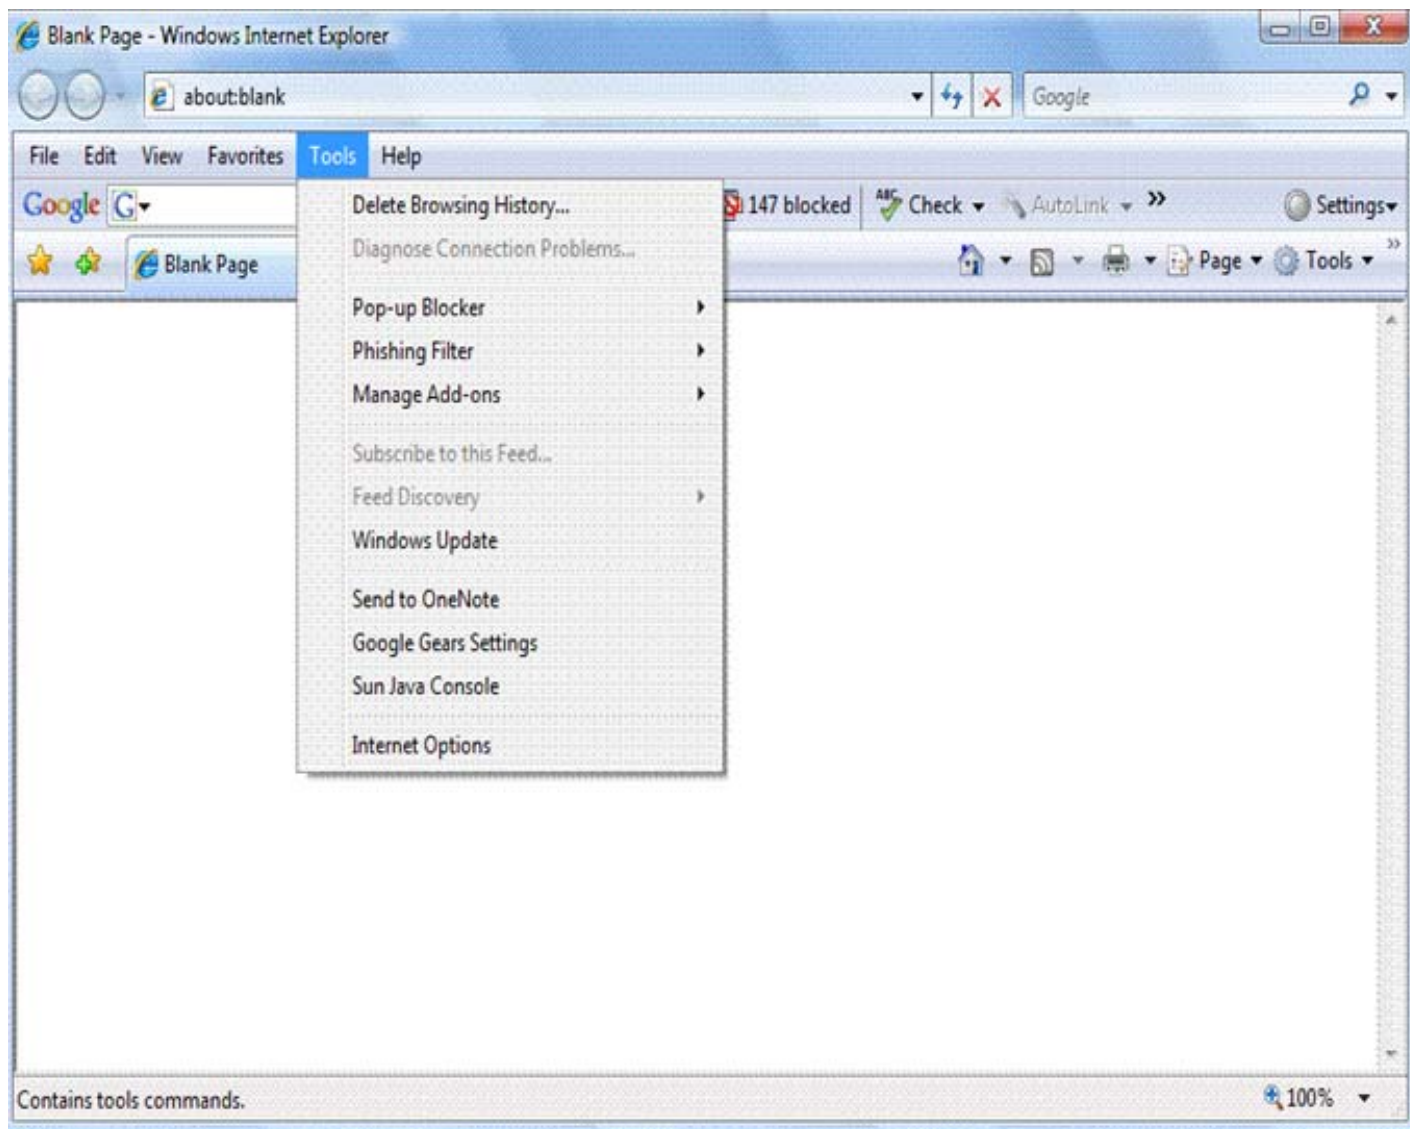 Blank Page - Windows Internet Explorer
about:blank
Google
File Edit View Favorites Tools Help
Google G 147 blocked ABC Check AutoLink » Settings
Blank Page Page Tools »
Delete Browsing History...
Diagnose Connection Problems...
Pop-up Blocker
Phishing Filter
Manage Add-ons
Subscribe to this Feed...
Feed Discovery
Windows Update
Send to OneNote
Google Gears Settings
Sun Java Console
Internet Options
Contains tools commands.
100%